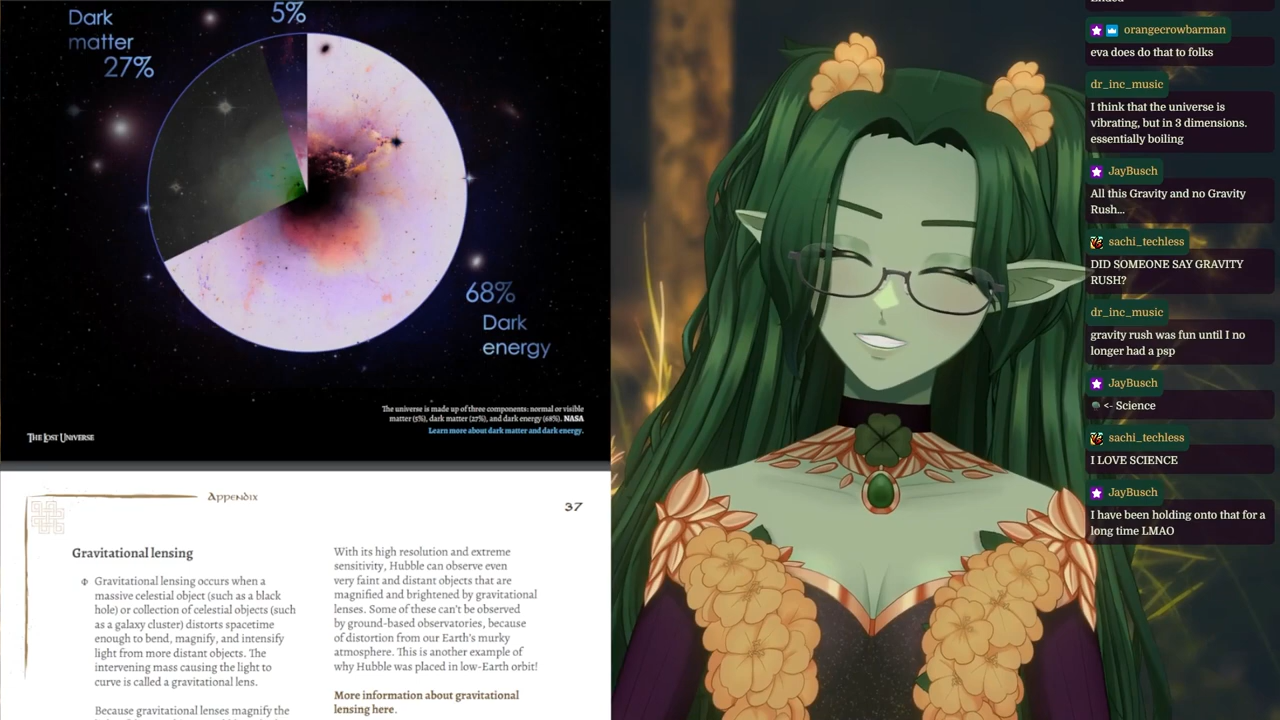 Dark
matter
27%
5%
68%
Dark
energy
The universe is made up of three components: normal or visible
matter (5%), dark matter (27%), and dark energy (68%). NASA
Learn more about dark matter and dark energy.
The Lost Universe
Appendix
37
Gravitational lensing
Gravitational lensing occurs when a
massive celestial object (such as a black
hole) or collection of celestial objects (such
as a galaxy cluster) distorts spacetime
enough to bend, magnify, and intensify
light from more distant objects. The
intervening mass causing the light to
curve is called a gravitational lens.
Because gravitational lenses magnify the
With its high resolution and extreme
sensitivity, Hubble can observe even
very faint and distant objects that are
magnified and brightened by gravitational
lenses. Some of these can't be observed
by ground-based observatories, because
of distortion from our Earth's murky
atmosphere. This is another example of
why Hubble was placed in low-Earth orbit!
More information about gravitational
lensing here.
orangecrowbarman
eva does do that to folks
dr_inc_music
I think that the universe is
vibrating, but in 3 dimensions.
essentially boiling
JayBusch
All this Gravity and no Gravity
Rush...
sachi_techless
DID SOMEONE SAY GRAVITY
RUSH?
dr_inc_music
gravity rush was fun until I no
longer had a psp
JayBusch
<- Science
sachi_techless
I LOVE SCIENCE
JayBusch
I have been holding onto that for a
long time LMAO